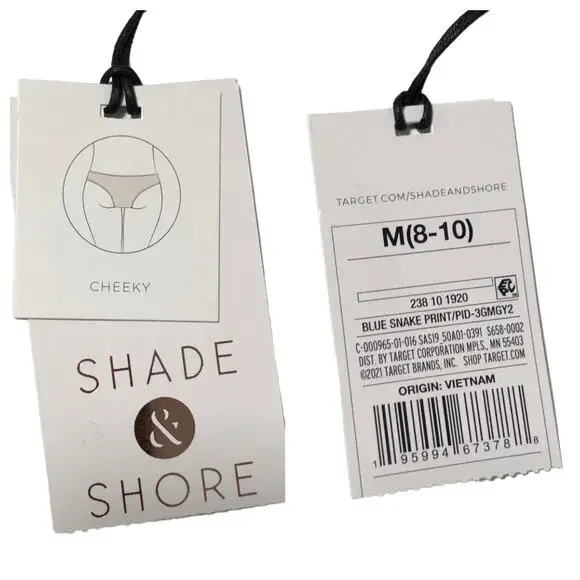 CHEEKY
SHADE
&
SHORE
TARGET.COM/SHADEANDSHORE
M(8-10)
EPC
238 10 1920
BLUE SNAKE PRINT/PID-3GMGY2
C-000965-01-016 SAS19_50A01-0391 S658-0002
DIST. BY TARGET CORPORATION MPLS., MN 55403
©2021 TARGET BRANDS, INC. SHOP TARGET.COM
ORIGIN: VIETNAM
1 95994 67378 8